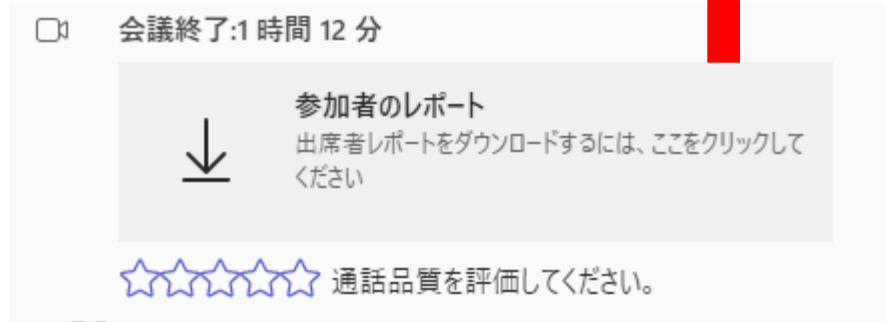 会議終了:1 時間 12 分
参加者のレポート
出席者レポートをダウンロードするには、ここをクリックして
ください
通話品質を評価してください。